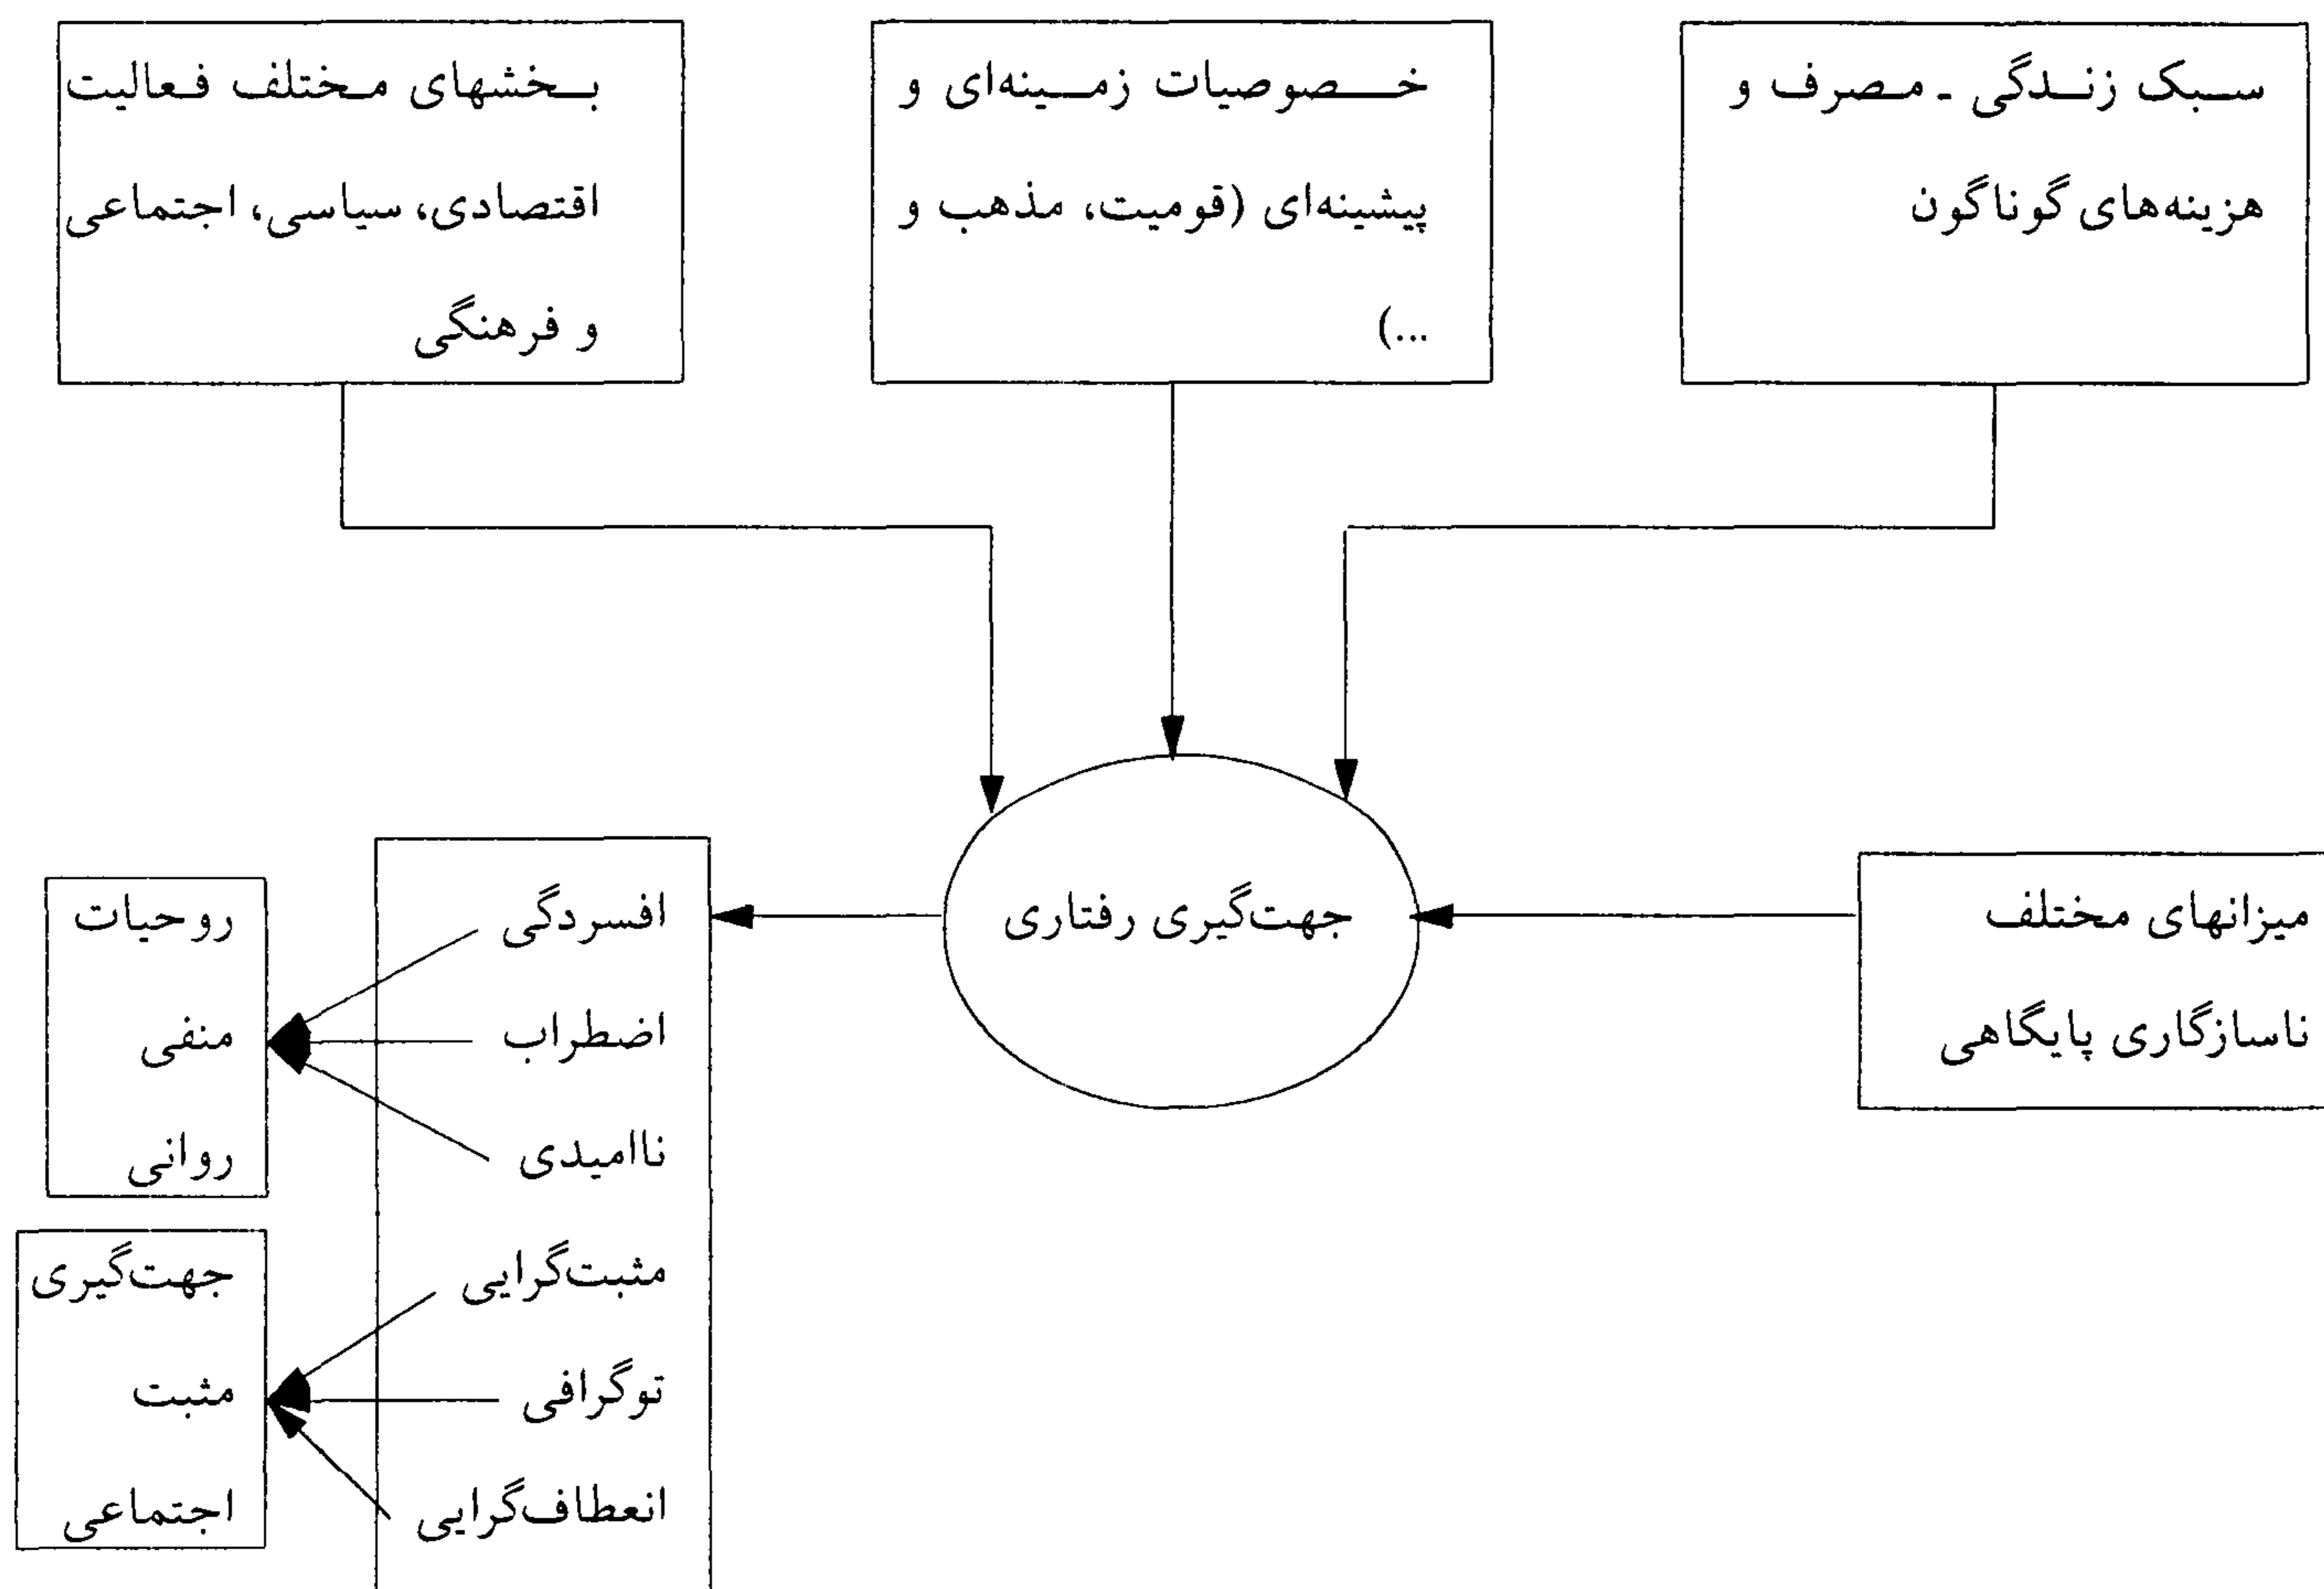 سبک زندگی - مصرف و
هزینه‌های گوناگون
خصوصیات زمینه‌ای و
پیشینه‌ای (قومیت، مذهب و
...)
بخشهای مختلف فعالیت
اقتصادی، سیاسی، اجتماعی
و فرهنگی
میزانهای مختلف
ناسازگاری پایگاهی
جهت‌گیری رفتاری
افسردگی
اضطراب
ناامیدی
مثبت‌گرایی
توگرافی
انعطاف‌گرایی
روحیات
منفی
روانی
جهت‌گیری
مثبت
اجتماعی